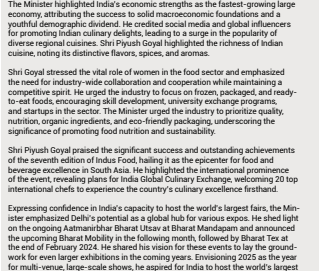 The Minister highlighted India's economic strengths as the fastest-growing large
economy, attributing the success to solid macroeconomic foundations and a
youthful demographic dividend. He credited social media and global influencers
for promoting Indian culinary delights, leading to a surge in the popularity of
diverse regional cuisines. Shri Piyush Goyal highlighted the richness of Indian
cuisine, noting its distinctive flavors, spices, and aromas.
Shri Goyal stressed the vital role of women in the food sector and emphasized
the need for industry-wide collaboration and cooperation while maintaining a
competitive spirit. He urged the industry to focus on frozen, packaged, and ready-
to-eat foods, encouraging skill development, university exchange programs,
and startups in the sector. The Minister urged the industry to prioritize quality,
nutrition, organic ingredients, and eco-friendly packaging, underscoring the
significance of promoting food nutrition and sustainability.
Shri Piyush Goyal praised the significant success and outstanding achievements
of the seventh edition of Indus Food, hailing it as the epicenter for food and
beverage excellence in South Asia. He highlighted the international prominence
of the event, revealing plans for India Global Culinary Exchange, welcoming 20 top
international chefs to experience the country's culinary excellence firsthand.
Expressing confidence in India's capacity to host the world's largest fairs, the Min-
ister emphasized Delhi's potential as a global hub for various expos. He shed light
on the ongoing Aatmanirbhar Bharat Utsav at Bharat Mandapam and announced
the upcoming Bharat Mobility in the following month, followed by Bharat Tex at
the end of February 2024. He shared his vision for these events to lay the ground-
work for even larger exhibitions in the coming years. Envisioning 2025 as the year
for multi-venue, large-scale shows, he aspired for India to host the world's largest